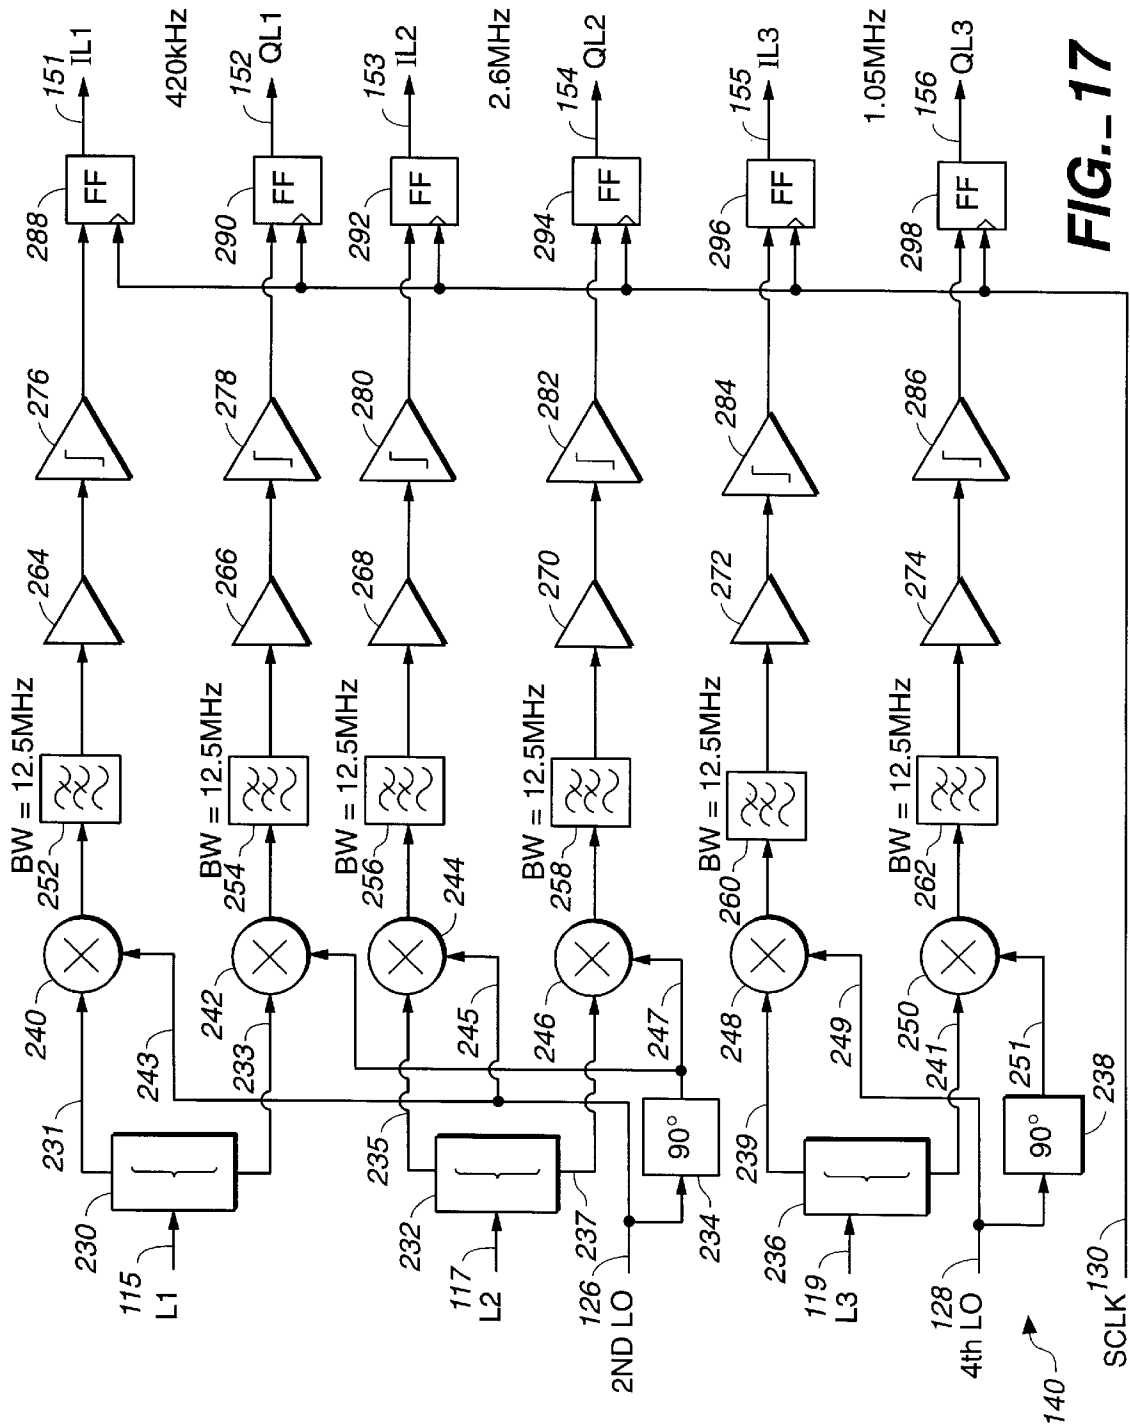 115
L1
230
231
243
240
252
BW = 12.5MHz
264
276
288
FF
151
IL1
420kHz
233
242
254
BW = 12.5MHz
266
278
290
FF
152
QL1
117
L2
232
235
245
244
256
BW = 12.5MHz
268
280
292
FF
153
IL2
2.6MHz
237
246
247
258
BW = 12.5MHz
270
282
294
FF
154
QL2
126
2ND LO
90°
234
119
L3
236
239
249
248
260
BW = 12.5MHz
272
284
296
FF
155
IL3
1.05MHz
241
250
251
262
BW = 12.5MHz
274
286
298
FF
156
QL3
128
4th LO
90°
238
140
SCLK
130
FIG._17